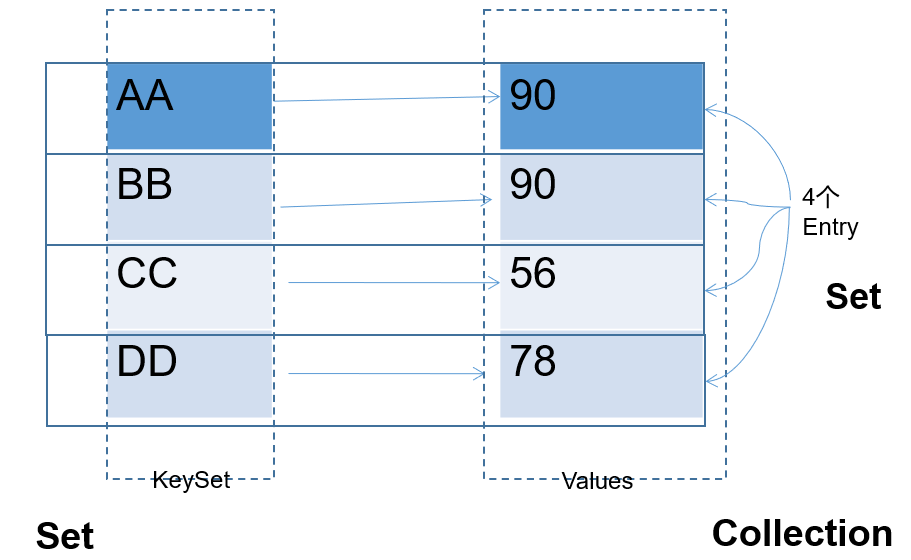 AA 90
BB 90
4个
Entry
CC 56
Set
DD 78
KeySet Values
Set Collection